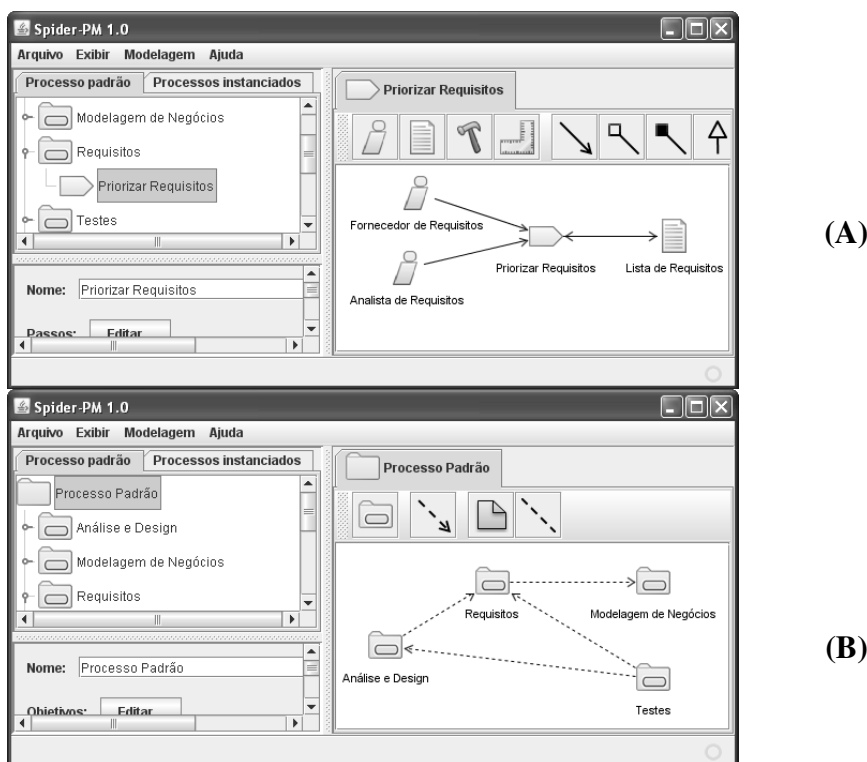 Spider-PM 1.0
Arquivo Exibir Modelagem Ajuda
Processo padrão Processos instanciados
Modelagem de Negócios
Requisitos
Priorizar Requisitos
Testes
Nome: Priorizar Requisitos
Passos: Editar
Priorizar Requisitos
Fornecedor de Requisitos
Priorizar Requisitos Lista de Requisitos
Analista de Requisitos
(A)
Spider-PM 1.0
Arquivo Exibir Modelagem Ajuda
Processo padrão Processos instanciados
Processo Padrão
Análise e Design
Modelagem de Negócios
Requisitos
Nome: Processo Padrão
Objetivos: Editar
Processo Padrão
Requisitos Modelagem de Negócios
Análise e Design
Testes
(B)